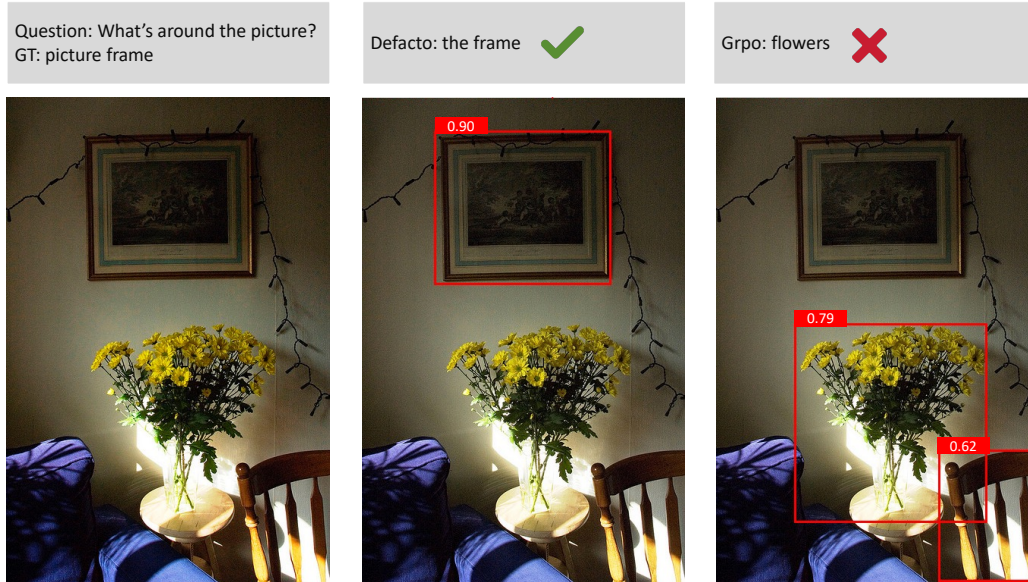 Question: What's around the picture?
GT: picture frame
Defacto: the frame
Grpo: flowers
0.90
0.79
0.62